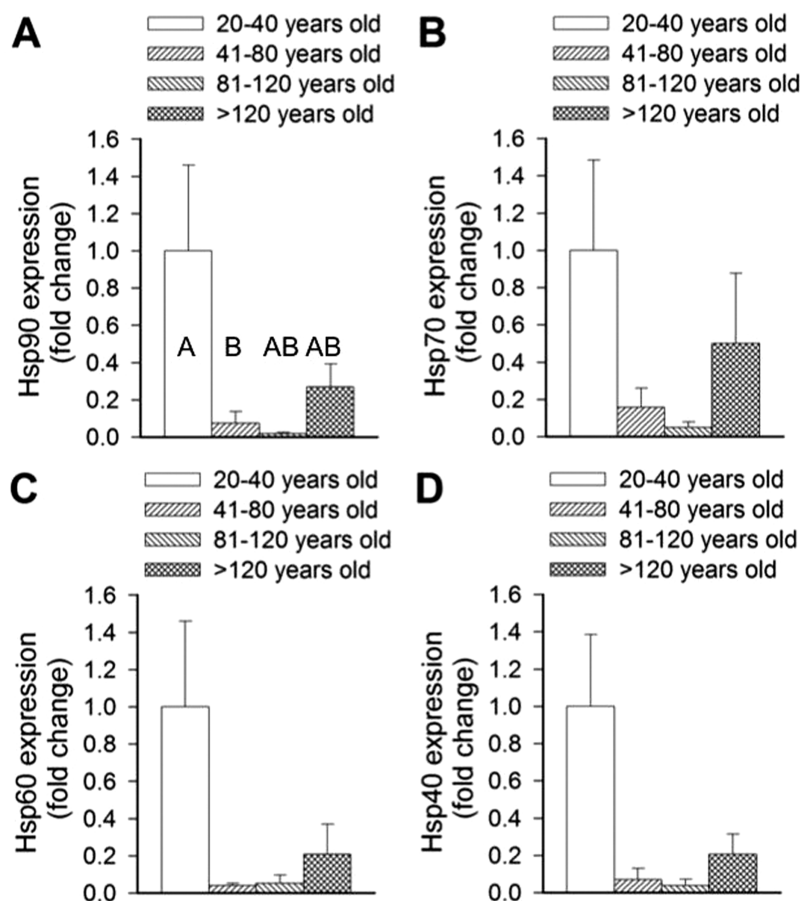 A
20-40 years old
41-80 years old
81-120 years old
>120 years old
Hsp90 expression
(fold change)
1.6
1.4
1.2
1.0
0.8
0.6
0.4
0.2
0.0
A B AB AB
B
20-40 years old
41-80 years old
81-120 years old
>120 years old
Hsp70 expression
(fold change)
1.6
1.4
1.2
1.0
0.8
0.6
0.4
0.2
0.0
C
20-40 years old
41-80 years old
81-120 years old
>120 years old
Hsp60 expression
(fold change)
1.6
1.4
1.2
1.0
0.8
0.6
0.4
0.2
0.0
D
20-40 years old
41-80 years old
81-120 years old
>120 years old
Hsp40 expression
(fold change)
1.6
1.4
1.2
1.0
0.8
0.6
0.4
0.2
0.0